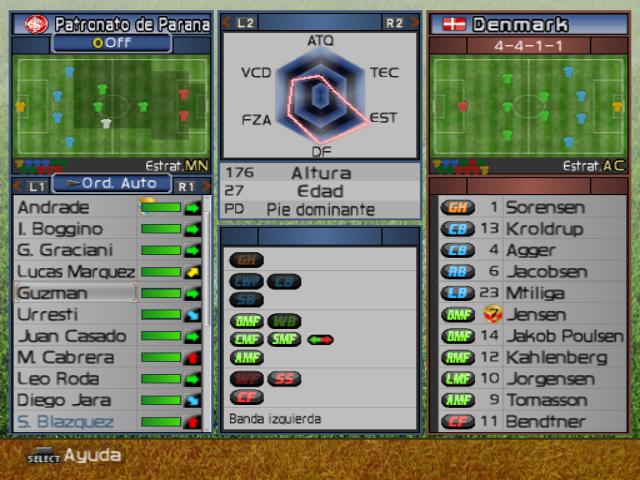 Patronato de Parana
0 OFF
Estrat. MN
L1 Ord. Auto R1
Andrade
I. Boggino
G. Graciani
Lucas Marquez
Guzman
Urresti
Juan Casado
M. Cabrera
Leo Roda
Diego Jara
S. Blazquez
L2 R2
ATQ
VCD TEC
FZA EST
DF
176 Altura
27 Edad
PD Pie dominante
GK
CWP CB
SB
DMF WB
CMF SMF
AMF
WF SS
CF
Banda izquierda
Denmark
4-4-1-1
Estrat. AC
GK 1 Sorensen
CB 13 Kroldrup
CB 4 Agger
RB 6 Jacobsen
LB 23 Mtiliga
DMF 7 Jensen
DMF 14 Jakob Poulsen
RMF 12 Kahlenberg
LMF 10 Jorgensen
AMF 9 Tomasson
CF 11 Bendtner
SELECT Ayuda